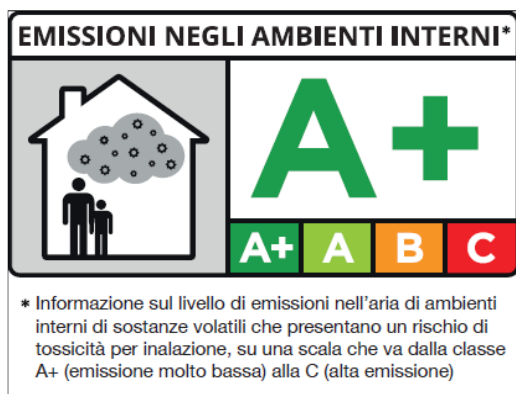 EMISSIONI NEGLI AMBIENTI INTERNI*
A+
A+ A B C
* Informazione sul livello di emissioni nell'aria di ambienti
interni di sostanze volatili che presentano un rischio di
tossicità per inalazione, su una scala che va dalla classe
A+ (emissione molto bassa) alla C (alta emissione)